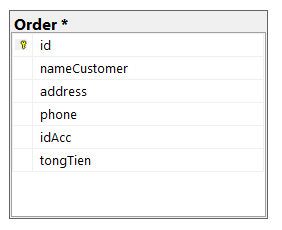 Order *
id
nameCustomer
address
phone
idAcc
tongTien